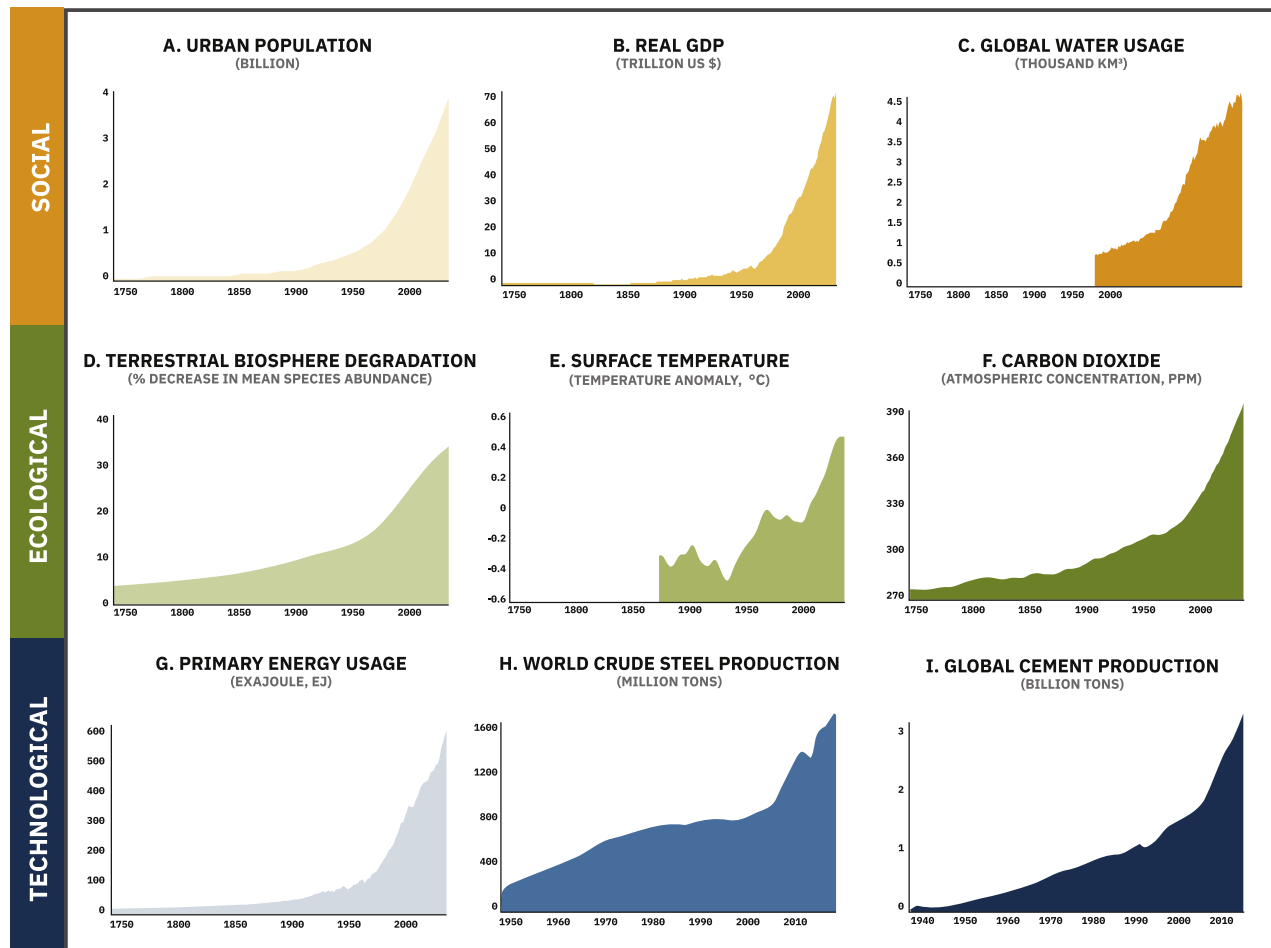 SOCIAL
A. URBAN POPULATION
(BILLION)
4
3
2
1
0
1750 1800 1850 1900 1950 2000
B. REAL GDP
(TRILLION US $)
70
60
50
40
30
20
10
0
1750 1800 1850 1900 1950 2000
C. GLOBAL WATER USAGE
(THOUSAND KM³)
4.5
4
3.5
3
2.5
2
1.5
1
0.5
0
1750 1800 1850 1900 1950 2000
ECOLOGICAL
D. TERRESTRIAL BIOSPHERE DEGRADATION
(% DECREASE IN MEAN SPECIES ABUNDANCE)
40
30
20
10
0
1750 1800 1850 1900 1950 2000
E. SURFACE TEMPERATURE
(TEMPERATURE ANOMALY, °C)
0.6
0.4
0.2
0
-0.2
-0.4
-0.6
1750 1800 1850 1900 1950 2000
F. CARBON DIOXIDE
(ATMOSPHERIC CONCENTRATION, PPM)
390
360
330
300
270
1750 1800 1850 1900 1950 2000
TECHNOLOGICAL
G. PRIMARY ENERGY USAGE
(EXAJOULE, EJ)
600
500
400
300
200
100
0
1750 1800 1850 1900 1950 2000
H. WORLD CRUDE STEEL PRODUCTION
(MILLION TONS)
1600
1200
800
400
0
1950 1960 1970 1980 1990 2000 2010
I. GLOBAL CEMENT PRODUCTION
(BILLION TONS)
3
2
1
0
1940 1950 1960 1970 1980 1990 2000 2010